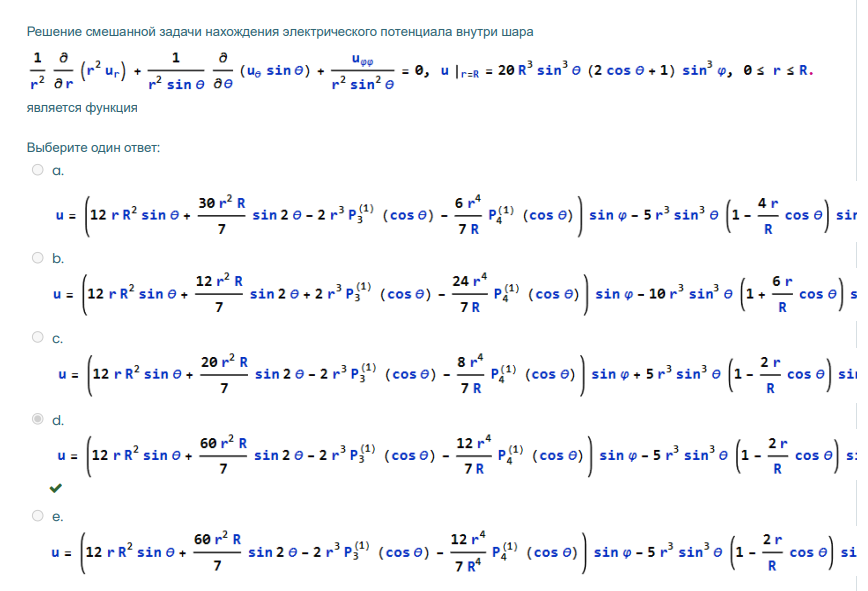 Решение смешанной задачи нахождения электрического потенциала внутри шара
1/r² ∂/∂r (r² uᵣ) + 1/(r² sin θ) ∂/∂θ (u_θ sin θ) + u_φφ/(r² sin² θ) = 0, u |r=R = 20 R³ sin³ θ (2 cos θ + 1) sin³ φ, 0 ≤ r ≤ R.
является функция
Выберите один ответ:
a.
u = (12 r R² sin θ + 30 r² R/7 sin 2 θ - 2 r³ P₃⁽¹⁾ (cos θ) - 6 r⁴/7 R P₄⁽¹⁾ (cos θ)) sin φ - 5 r³ sin³ θ (1 - 4 r/R cos θ) sin
b.
u = (12 r R² sin θ + 12 r² R/7 sin 2 θ + 2 r³ P₃⁽¹⁾ (cos θ) - 24 r⁴/7 R P₄⁽¹⁾ (cos θ)) sin φ - 10 r³ sin³ θ (1 + 6 r/R cos θ) s
c.
u = (12 r R² sin θ + 20 r² R/7 sin 2 θ - 2 r³ P₃⁽¹⁾ (cos θ) - 8 r⁴/7 R P₄⁽¹⁾ (cos θ)) sin φ + 5 r³ sin³ θ (1 - 2 r/R cos θ) si
d.
u = (12 r R² sin θ + 60 r² R/7 sin 2 θ - 2 r³ P₃⁽¹⁾ (cos θ) - 12 r⁴/7 R P₄⁽¹⁾ (cos θ)) sin φ - 5 r³ sin³ θ (1 - 2 r/R cos θ) s
e.
u = (12 r R² sin θ + 60 r² R/7 sin 2 θ - 2 r³ P₃⁽¹⁾ (cos θ) - 12 r⁴/7 R⁴ P₄⁽¹⁾ (cos θ)) sin φ - 5 r³ sin³ θ (1 - 2 r/R cos θ) si